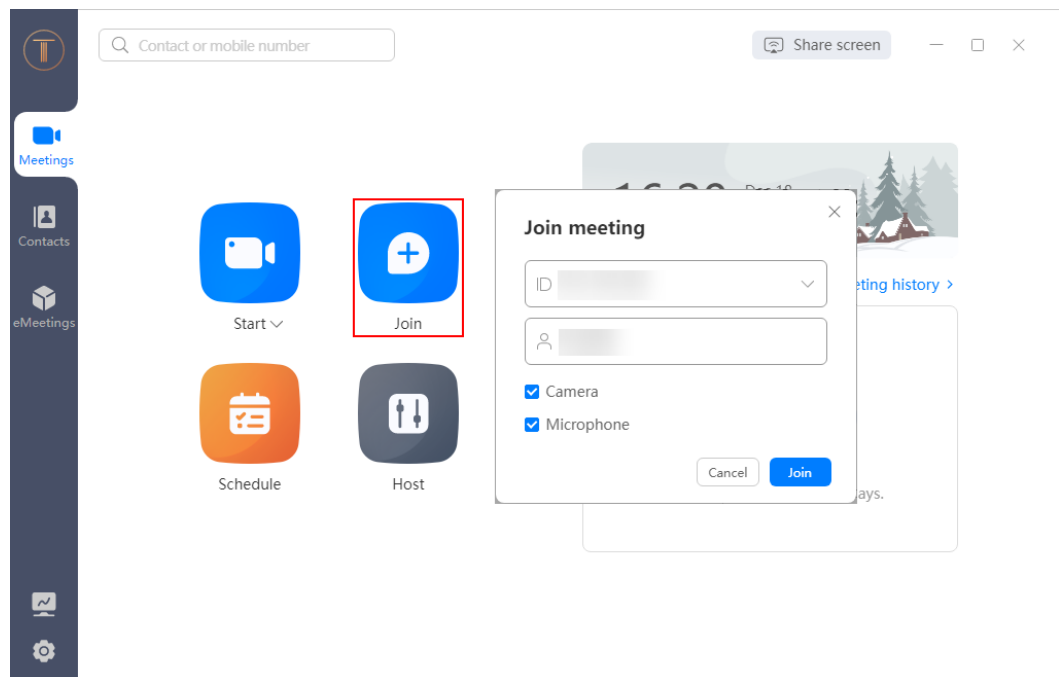 Contact or mobile number
Share screen
Meetings
Contacts
eMeetings
Start
Join
Schedule
Host
Join meeting
ID
Camera
Microphone
Cancel
Join
eting history >
ays.